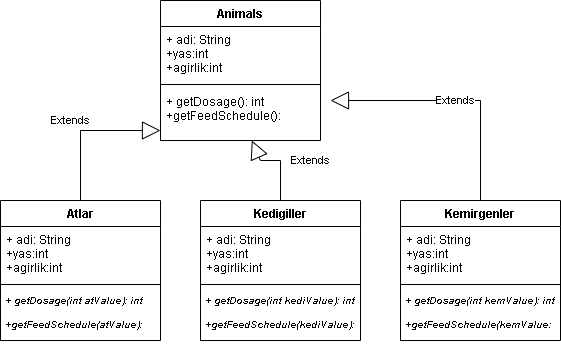 Animals
+ adi: String
+yas:int
+agirlik:int
+ getDosage(): int
+getFeedSchedule():
Extends
Extends
Extends
Atlar
+ adi: String
+yas:int
+agirlik:int
+ getDosage(int atValue): int
+getFeedSchedule(atValue):
Kedigiller
+ adi: String
+yas:int
+agirlik:int
+ getDosage(int kediValue): int
+getFeedSchedule(kediValue):
Kemirgenler
+ adi: String
+yas:int
+agirlik:int
+ getDosage(int kemValue): int
+getFeedSchedule(kemValue: